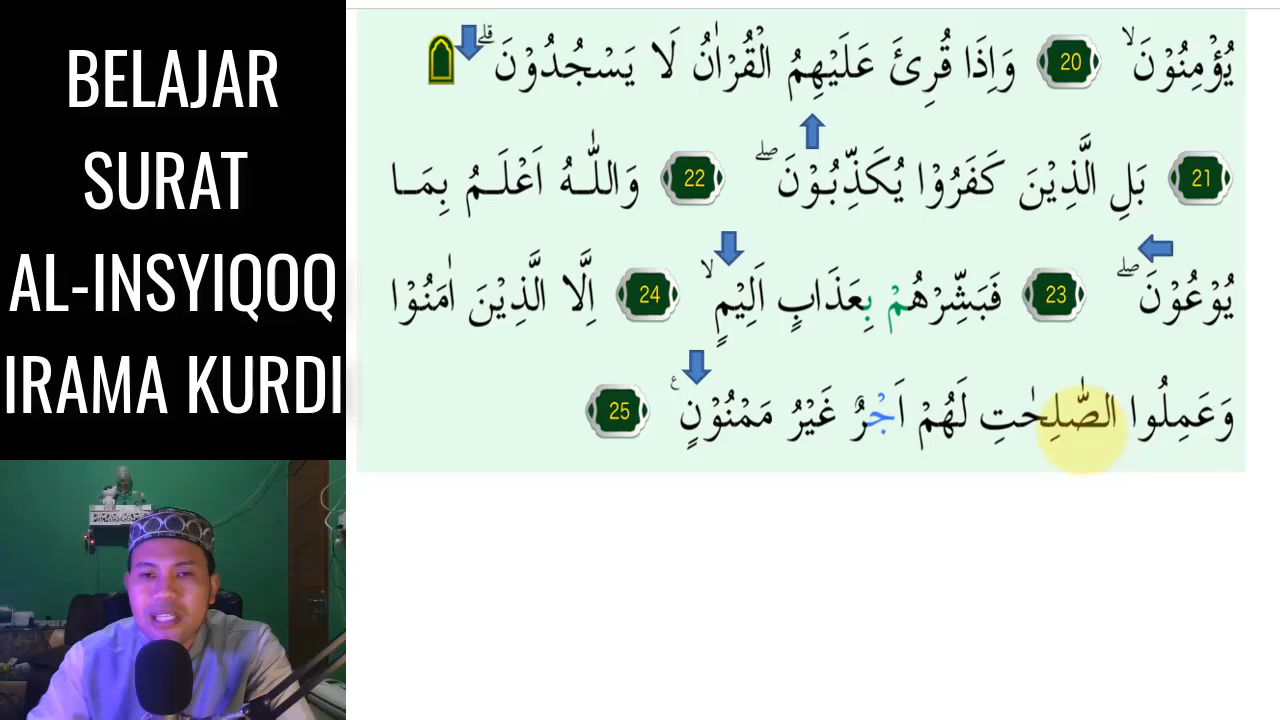 BELAJAR
SURAT
AL-INSYIQOQ
IRAMA KURDI
يُؤْمِنُوْنَۙ 20 وَاِذَا قُرِئَ عَلَيْهِمُ الْقُرْاٰنُ لَا يَسْجُدُوْنَ ۗ
21 بَلِ الَّذِيْنَ كَفَرُوْا يُكَذِّبُوْنَۖ 22 وَاللّٰهُ اَعْلَمُ بِمَا
يُوْعُوْنَۖ 23 فَبَشِّرْهُمْ بِعَذَابٍ اَلِيْمٍۙ 24 اِلَّا الَّذِيْنَ اٰمَنُوْا
وَعَمِلُوا الصّٰلِحٰتِ لَهُمْ اَجْرٌ غَيْرُ مَمْنُوْنٍ ࣖ 25